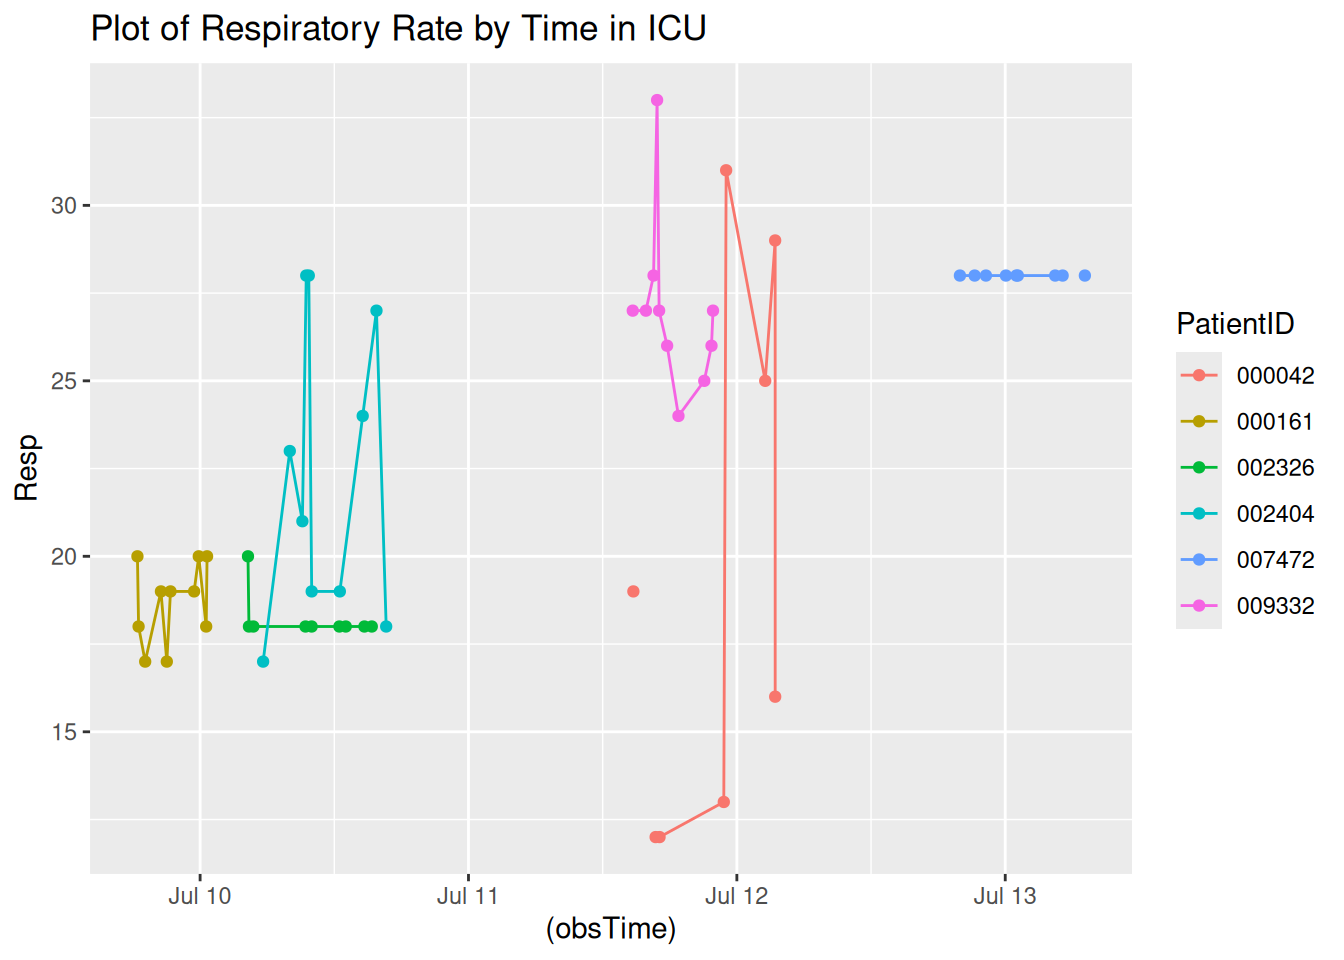 Plot of Respiratory Rate by Time in ICU
30
25
20
15
Resp
Jul 10
Jul 11
Jul 12
Jul 13
(obsTime)
PatientID
000042
000161
002326
002404
007472
009332